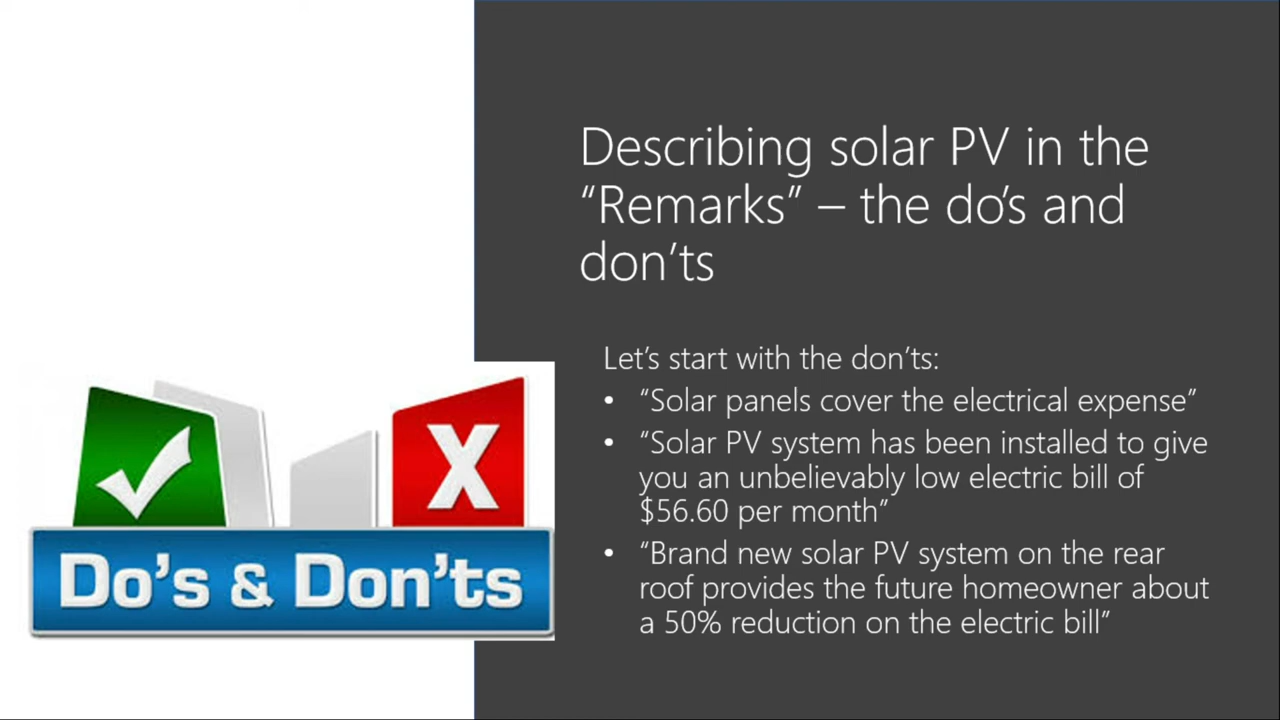 Describing solar PV in the
“Remarks” – the do’s and
don’ts
Let’s start with the don’ts:
• “Solar panels cover the electrical expense”
• “Solar PV system has been installed to give
you an unbelievably low electric bill of
$56.60 per month”
• “Brand new solar PV system on the rear
roof provides the future homeowner about
a 50% reduction on the electric bill”
X
Do’s & Don’ts